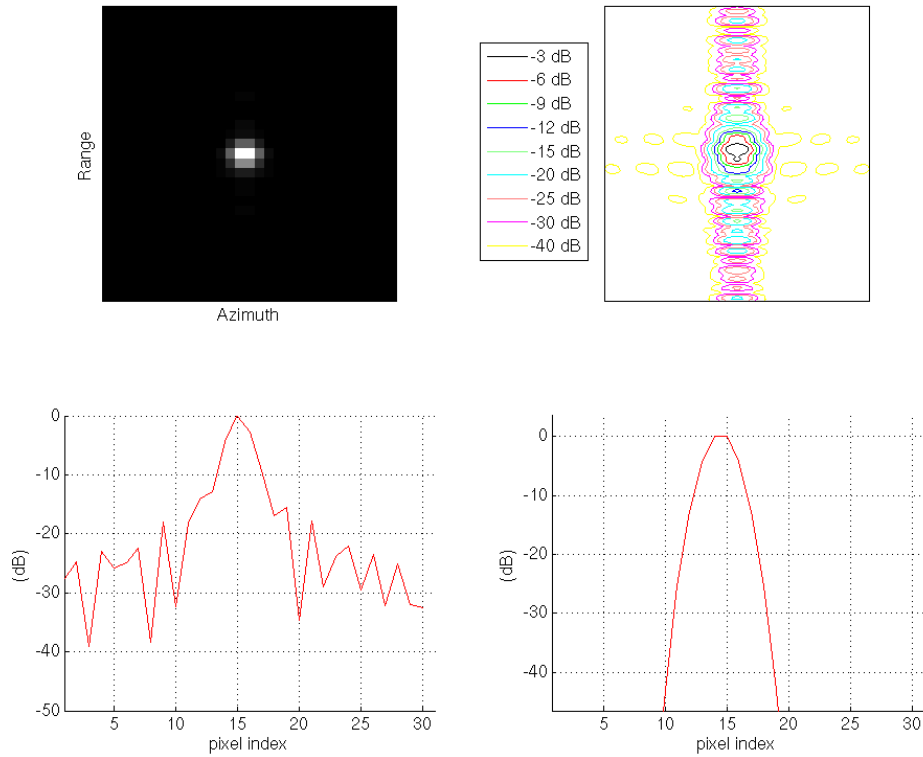 Range
Azimuth
-3 dB
-6 dB
-9 dB
-12 dB
-15 dB
-20 dB
-25 dB
-30 dB
-40 dB
0
-10
-20
-30
-40
-50
(dB)
5
10
15
20
25
30
pixel index
0
-10
-20
-30
-40
(dB)
5
10
15
20
25
30
pixel index